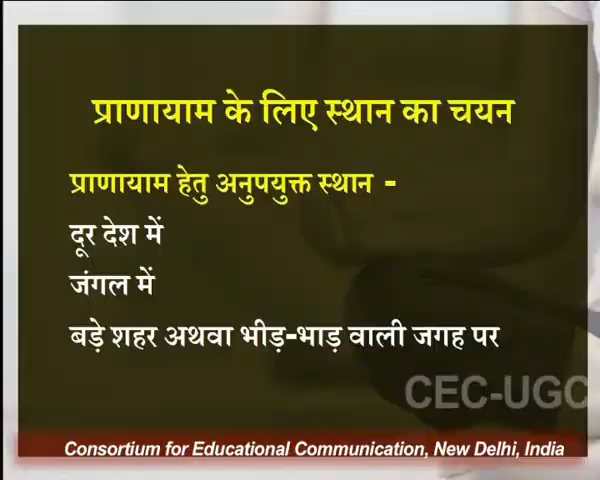 प्राणायाम के लिए स्थान का चयन
प्राणायाम हेतु अनुपयुक्त स्थान -
दूर देश में
जंगल में
बड़े शहर अथवा भीड़-भाड़ वाली जगह पर
CEC-UGC
Consortium for Educational Communication, New Delhi, India